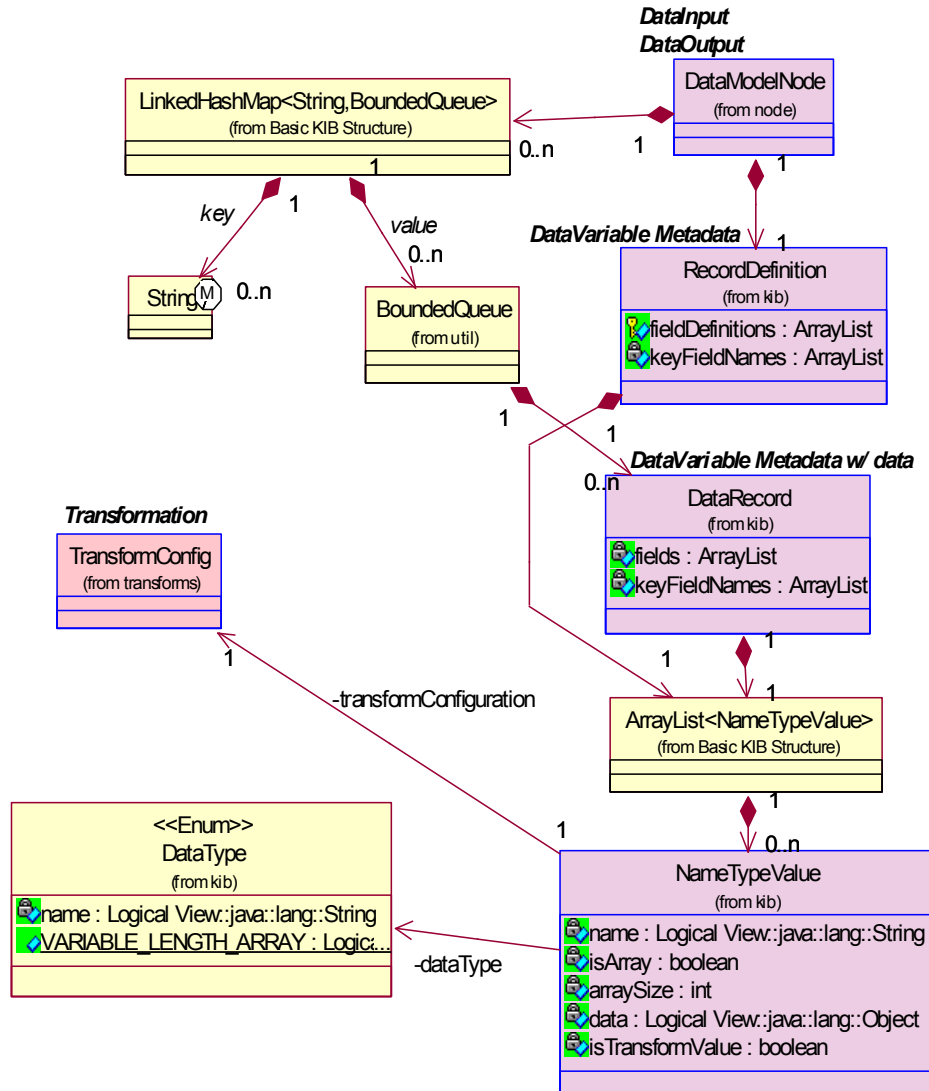 DataInput
DataOutput
DataModelNode
(from node)
LinkedHashMap<String,BoundedQueue>
(from Basic KIB Structure)
0..n
1
1
1
1
key
value
0..n
0..n
String
M
BoundedQueue
(from util)
1
DataVariable Metadata
1
RecordDefinition
(from kib)
fieldDefinitions : ArrayList
keyFieldNames : ArrayList
1
0..n
DataVariable Metadata w/ data
DataRecord
(from kib)
fields : ArrayList
keyFieldNames : ArrayList
1
1
1
Transformation
TransformConfig
(from transforms)
1
-transformConfiguration
1
ArrayList<NameTypeValue>
(from Basic KIB Structure)
1
0..n
<<Enum>>
DataType
(from kib)
name : Logical View::java::lang::String
VARIABLE_LENGTH_ARRAY : Logica...
-dataType
NameTypeValue
(from kib)
name : Logical View::java::lang::String
isArray : boolean
arraySize : int
data : Logical View::java::lang::Object
isTransformValue : boolean